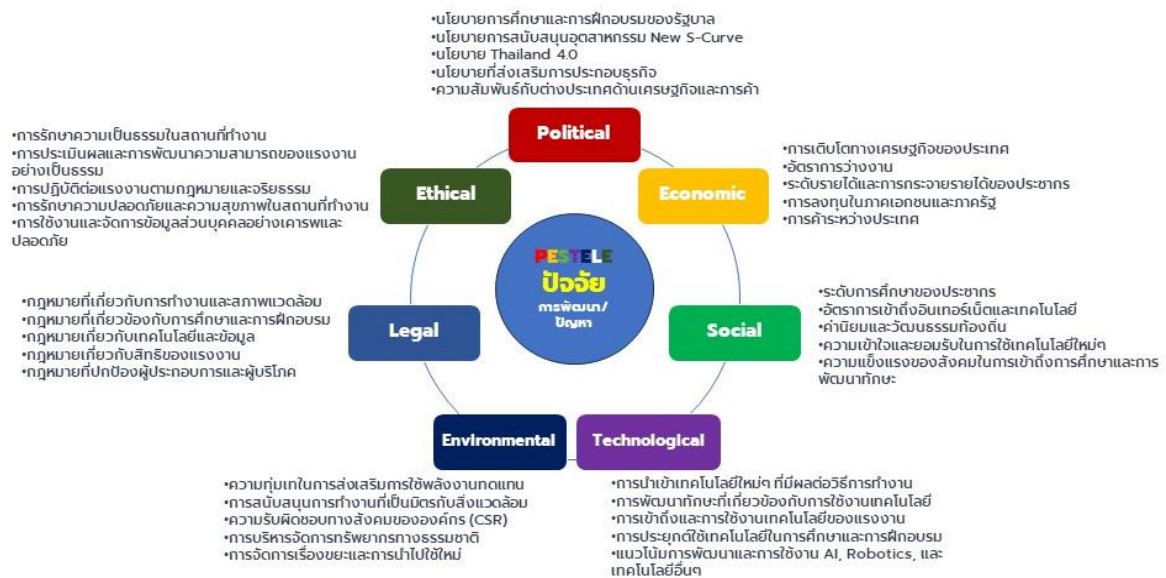 •นโยบายการศึกษาและการฝึกอบรมของรัฐบาล
•นโยบายการสนับสนุนอุตสาหกรรม New S-Curve
•นโยบาย Thailand 4.0
•นโยบายที่ส่งเสริมการประกอบธุรกิจ
•ความสัมพันธ์กับต่างประเทศด้านเศรษฐกิจและการค้า
Political
•การเติบโตทางเศรษฐกิจของประเทศ
•อัตราการว่างงาน
•ระดับรายได้และการกระจายรายได้ของประชากร
•การลงทุนในภาคเอกชนและภาครัฐ
•การค้าระหว่างประเทศ
Economic
•ระดับการศึกษาของประชากร
•อัตราการเข้าถึงอินเทอร์เน็ตและเทคโนโลยี
•ค่านิยมและวัฒนธรรมท้องถิ่น
•ความเข้าใจและยอมรับในการใช้เทคโนโลยีใหม่ๆ
•ความแข็งแรงของสังคมในการเข้าถึงการศึกษาและการ
พัฒนาทักษะ
Social
Technological
•การนำเข้าเทคโนโลยีใหม่ๆ ที่มีผลต่อวิธีการทำงาน
•การพัฒนาทักษะที่เกี่ยวข้องกับการใช้งานเทคโนโลยี
•การเข้าถึงและการใช้งานเทคโนโลยีของแรงงาน
•การประยุกต์ใช้เทคโนโลยีในการศึกษาและการฝึกอบรม
•แนวโน้มการพัฒนาและการใช้งาน AI, Robotics, และ
เทคโนโลยีอื่นๆ
Environmental
•ความทุ่มเทในการส่งเสริมการใช้พลังงานทดแทน
•การสนับสนุนการทำงานที่เป็นมิตรกับสิ่งแวดล้อม
•ความรับผิดชอบทางสังคมขององค์กร (CSR)
•การบริหารจัดการทรัพยากรทางธรรมชาติ
•การจัดการเรื่องขยะและการนำไปใช้ใหม่
Legal
•กฎหมายที่เกี่ยวกับการทำงานและสภาพแวดล้อม
•กฎหมายที่เกี่ยวข้องกับการศึกษาและการฝึกอบรม
•กฎหมายเกี่ยวกับเทคโนโลยีและข้อมูล
•กฎหมายเกี่ยวกับสิทธิของแรงงาน
•กฎหมายที่ปกป้องผู้ประกอบการและผู้บริโภค
Ethical
•การรักษาความเป็นธรรมในสถานที่ทำงาน
•การประเมินผลและการพัฒนาความสามารถของแรงงาน
อย่างเป็นธรรม
•การปฏิบัติต่อแรงงานตามกฎหมายและจริยธรรม
•การรักษาความปลอดภัยและความสุขภาพในสถานที่ทำงาน
•การใช้งานและจัดการข้อมูลส่วนบุคคลอย่างเคารพและ
ปลอดภัย
PESTELE
ปัจจัย
การพัฒนา/
ปัญหา